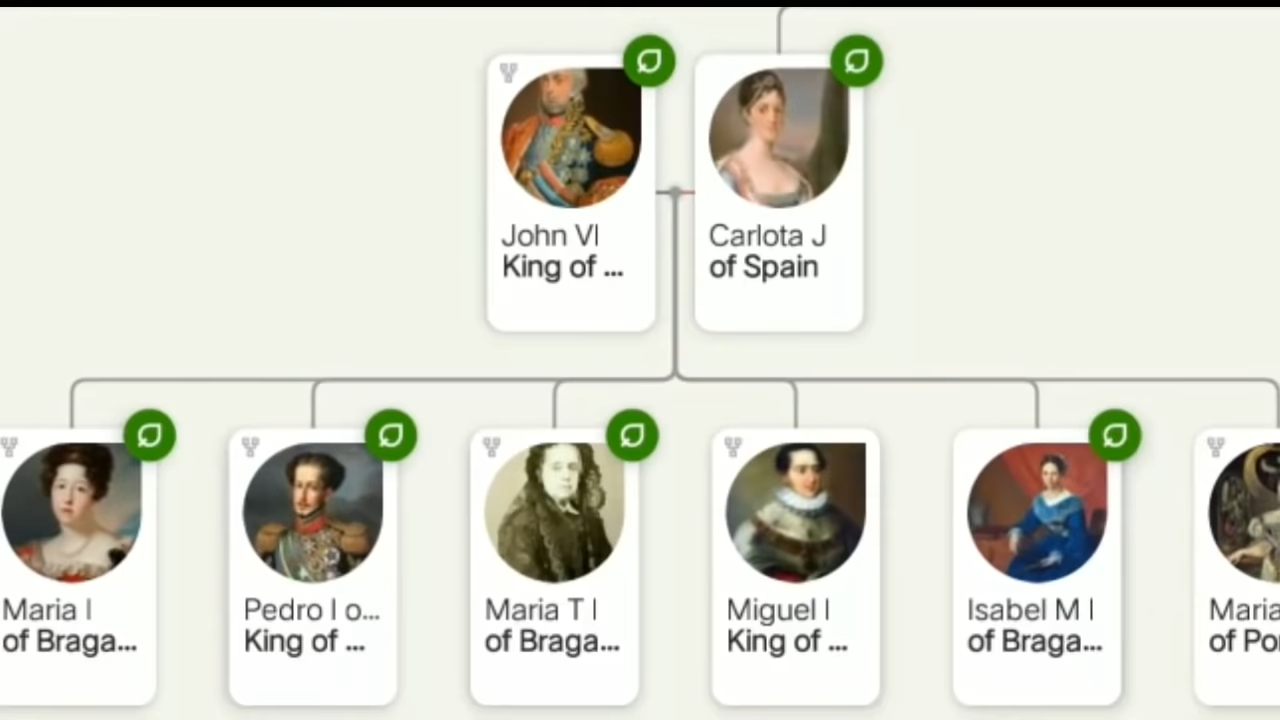 John VI
King of ...
Carlota J
of Spain
Maria I
of Braga...
Pedro I o...
King of ...
Maria T I
of Braga...
Miguel I
King of ...
Isabel M I
of Braga...
Maria
of Po